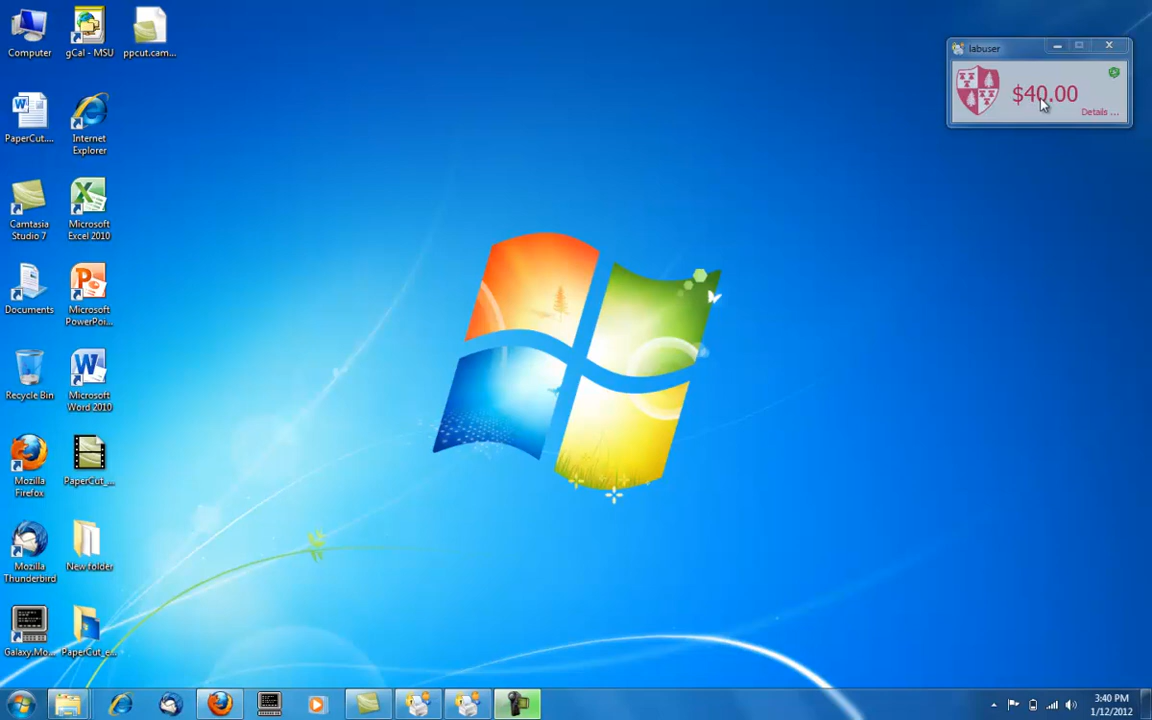 Computer
gCal - MSU
ppcut.cam...
labuser
$40.00
Details ...
PaperCut....
Internet
Explorer
Camtasia
Studio 7
Microsoft
Excel 2010
Documents
Microsoft
PowerPoi...
Recycle Bin
Microsoft
Word 2010
Mozilla
Firefox
PaperCut_...
Mozilla
Thunderbird
New folder
Galaxy.Mo...
PaperCut_e...
3:40 PM
1/12/2012